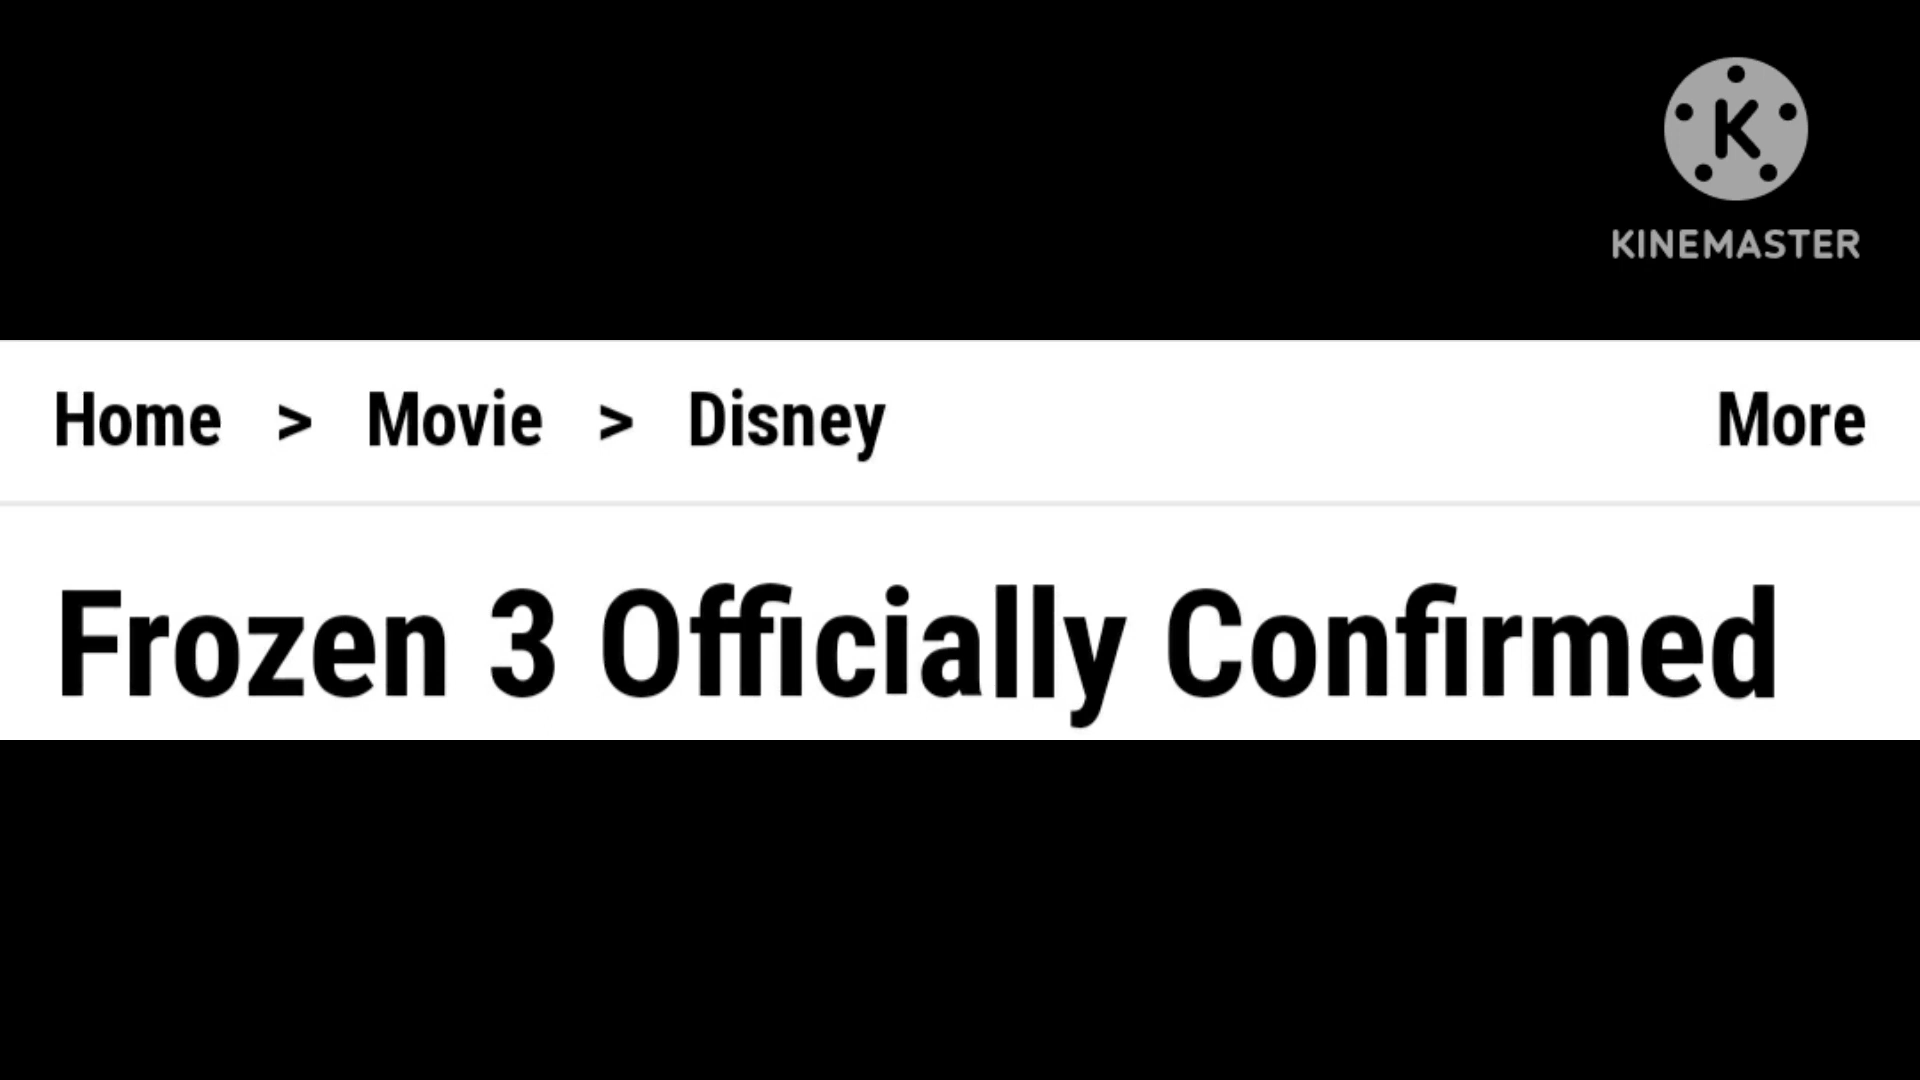 K
KINEMASTER
Home > Movie > Disney More
Frozen 3 Officially Confirmed